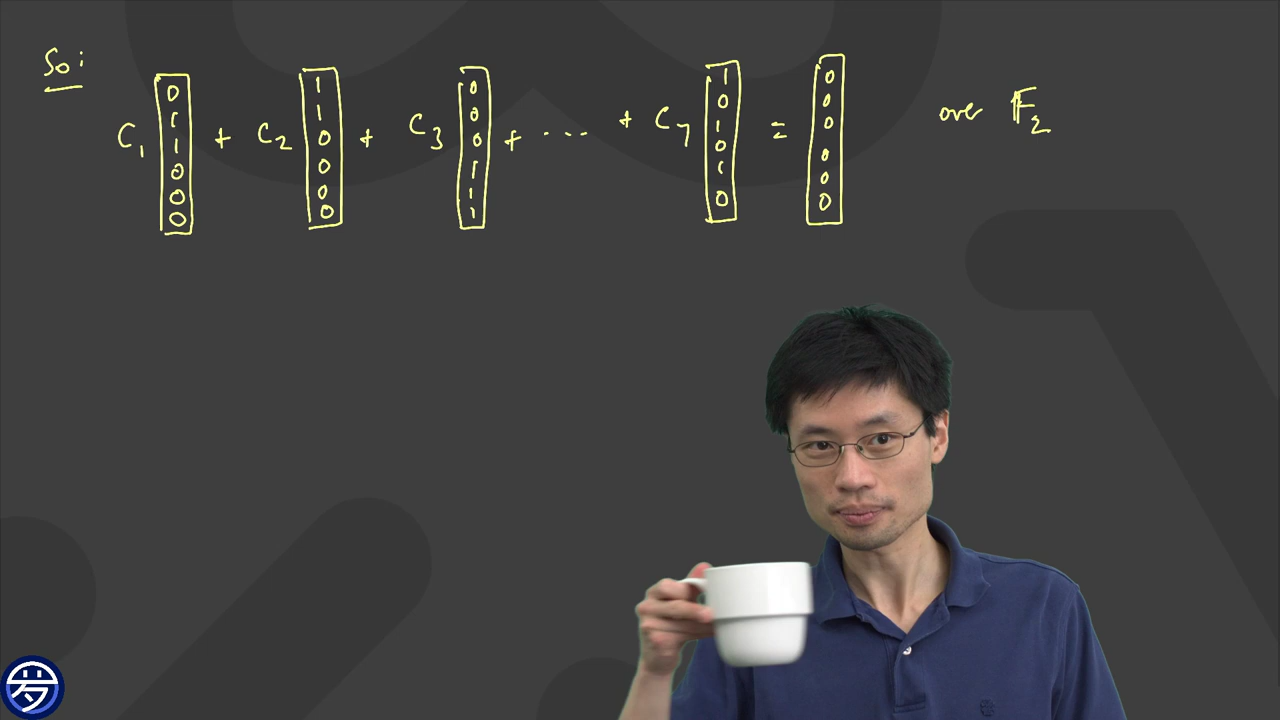 So:
C₁ [0 1 1 0 0 0] + C₂ [1 1 0 0 0 0] + C₃ [0 0 0 1 1 1] + ... + C₇ [1 0 1 0 1 0] = [0 0 0 0 0 0] over 𝔽₂